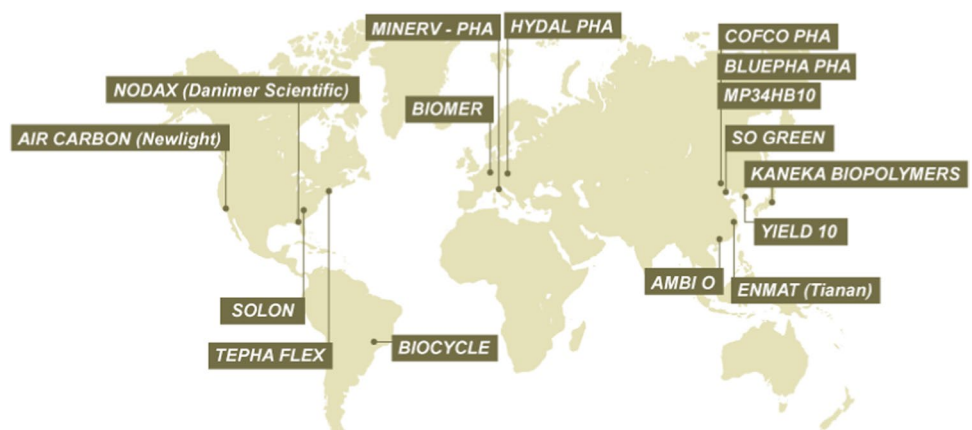 MINERV - PHA
HYDAL PHA
COFCO PHA
BLUEPHA PHA
NODAX (Danimer Scientific)
MP34HB10
BIOMER
AIR CARBON (Newlight)
SO GREEN
KANEKA BIOPOLYMERS
YIELD 10
AMBI O
ENMAT (Tianan)
SOLON
TEPHA FLEX
BIOCYCLE